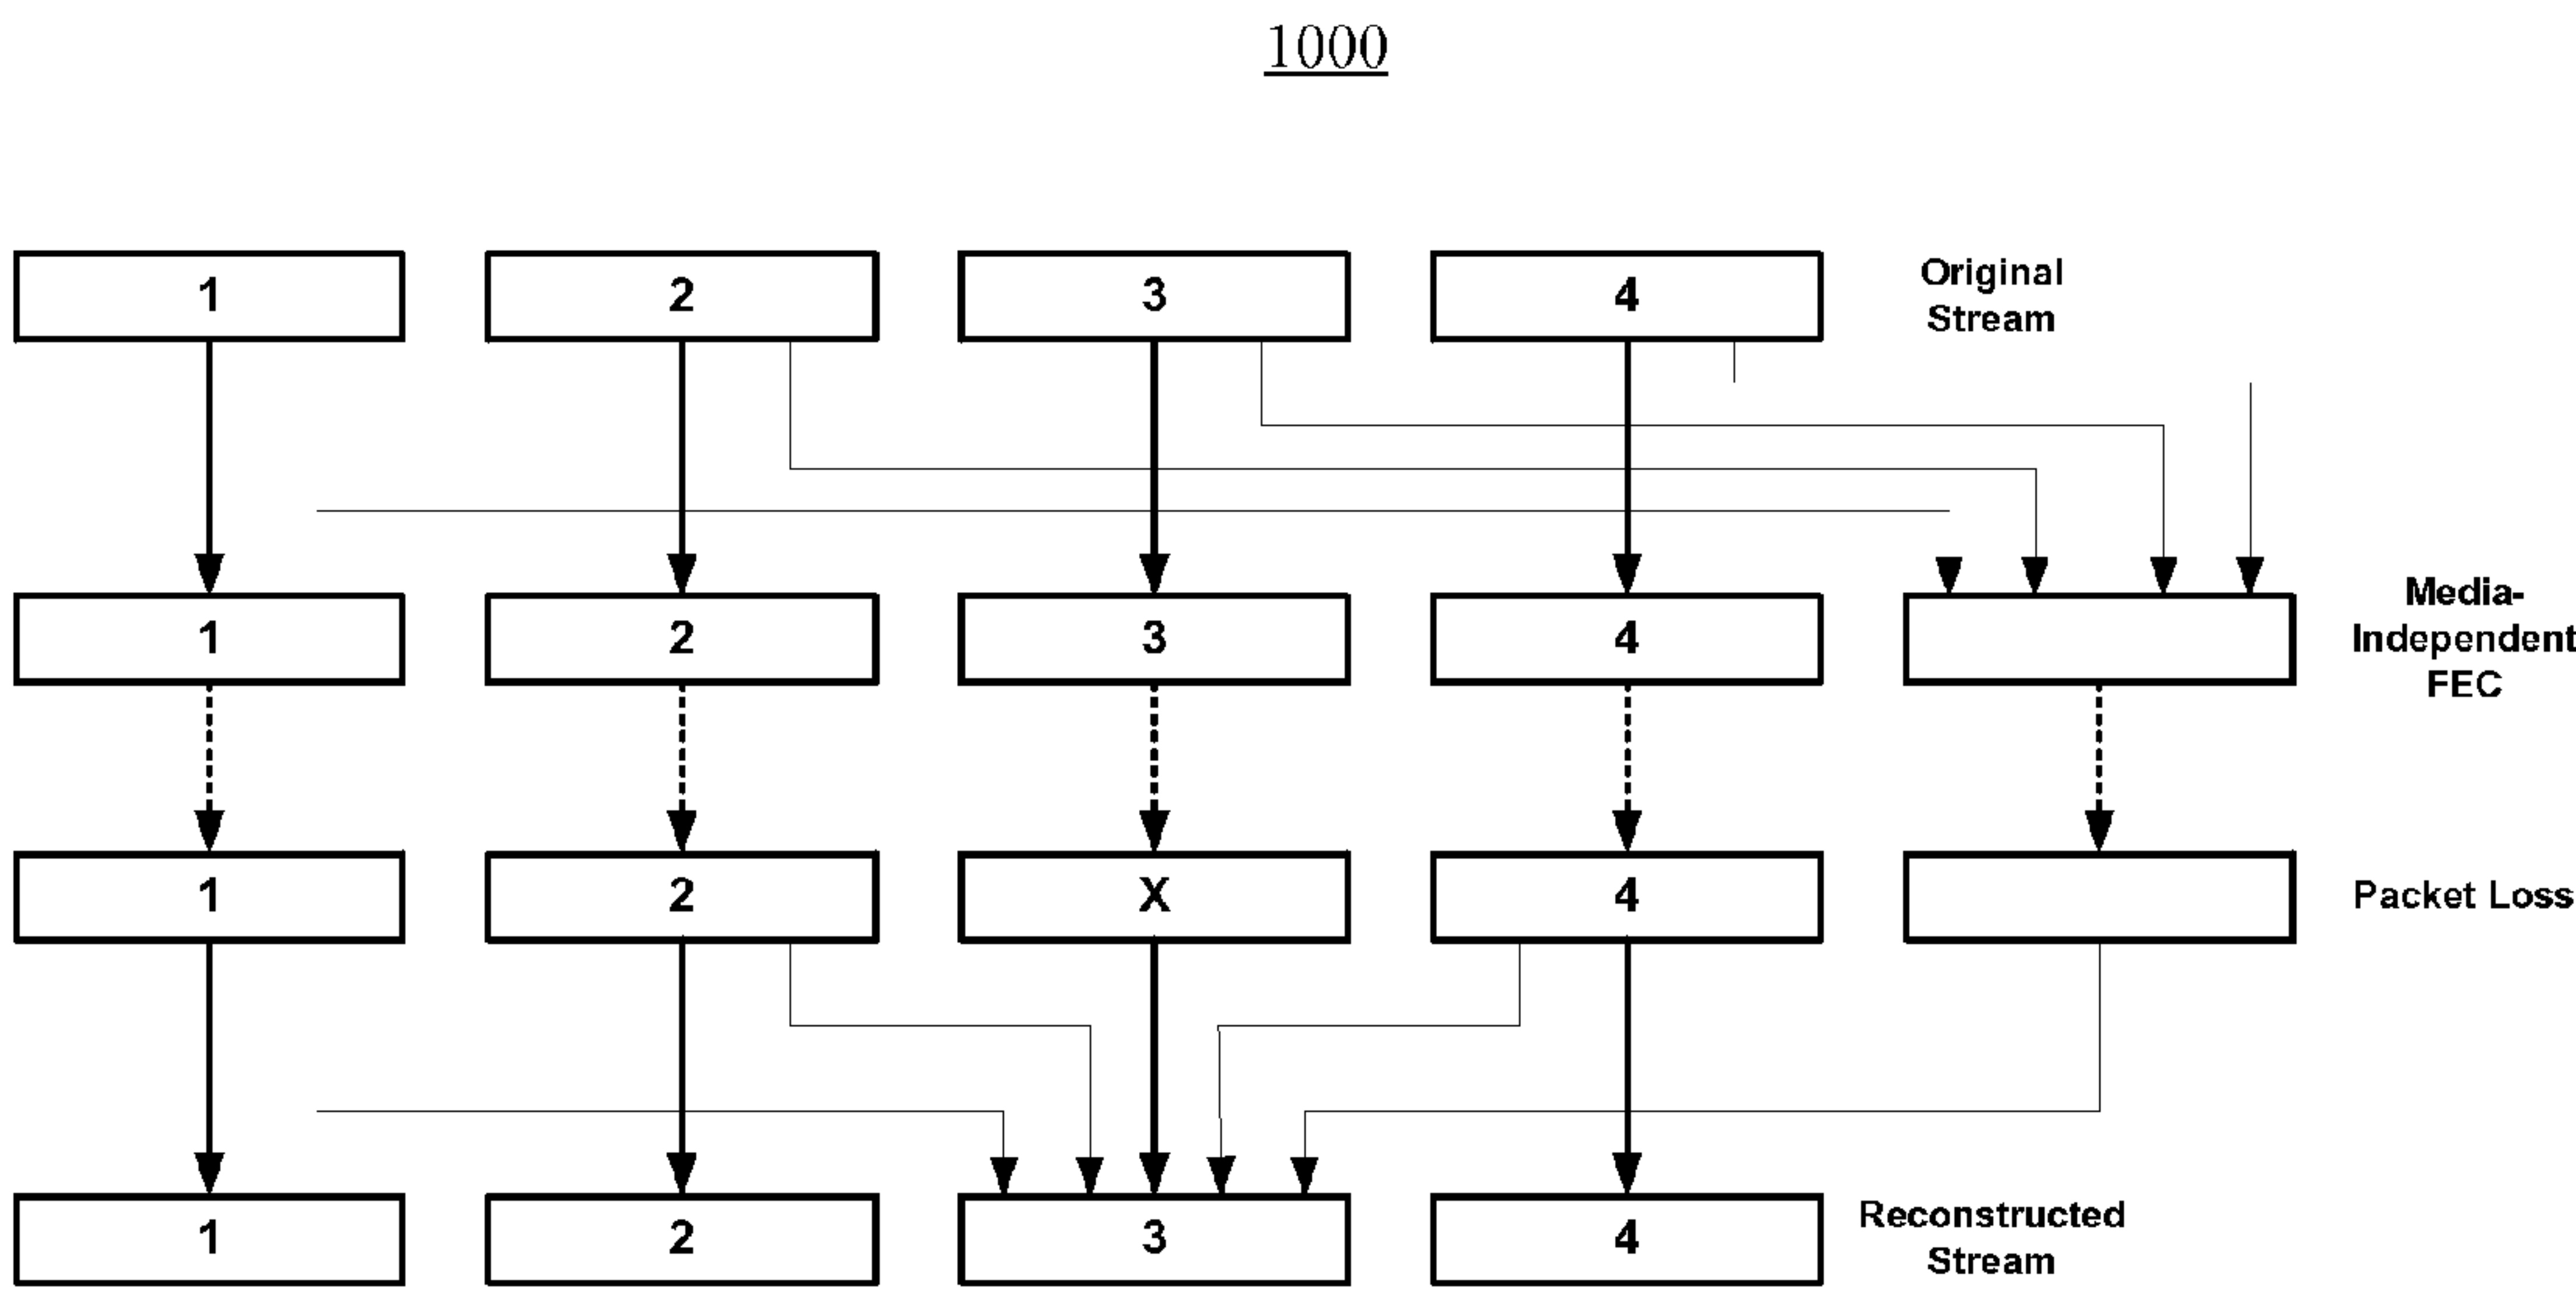 1000
1
2
3
4
Original
Stream
1
2
3
4
Media-
Independent
FEC
1
2
X
4
Packet Loss
1
2
3
4
Reconstructed
Stream